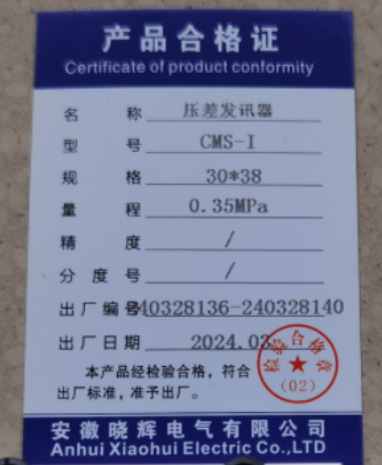 产品合格证
Certificate of product conformity
名 称 压差发讯器
型 号 CMS-I
规 格 30*38
量 程 0.35MPa
精 度 /
分 度 号 /
出厂编号 40328136-240328140
出厂日期 2024.03
检验合格章
(02)
本产品经检验合格，符合
出厂标准，准予出厂。
安徽晓辉电气有限公司
Anhui Xiaohui Electric Co.,LTD